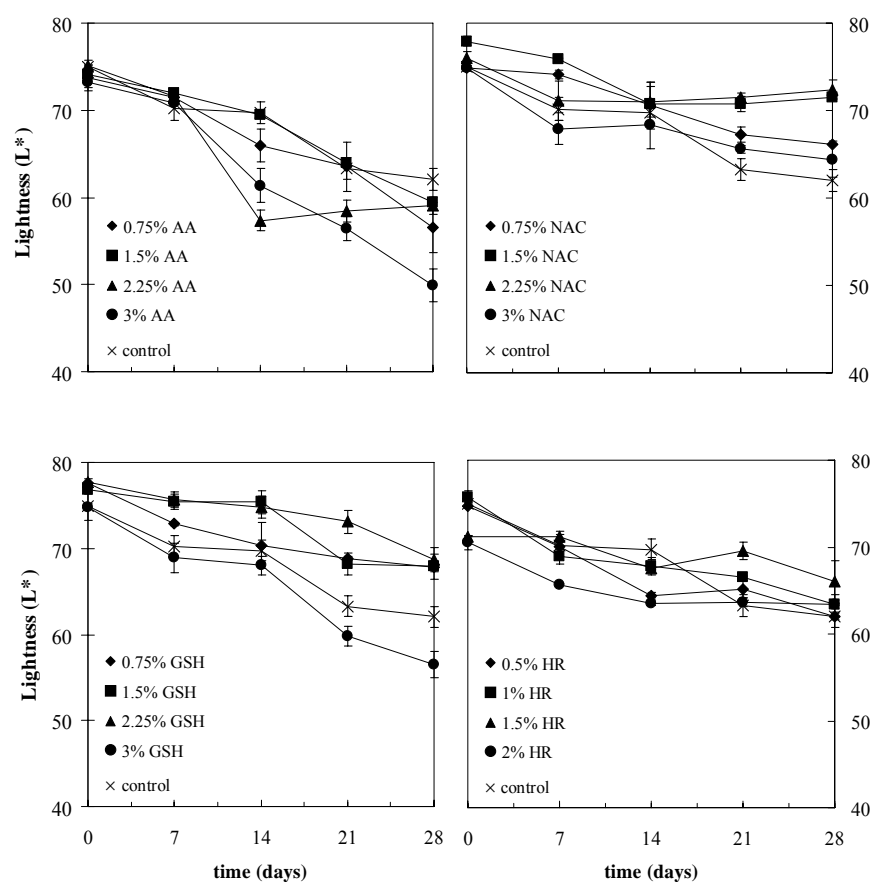 80
70
60
50
40
Lightness (L*)
0.75% AA
1.5% AA
2.25% AA
3% AA
control
0.75% NAC
1.5% NAC
2.25% NAC
3% NAC
control
80
70
60
50
40
80
70
60
50
40
Lightness (L*)
0.75% GSH
1.5% GSH
2.25% GSH
3% GSH
control
0 7 14 21 28
time (days)
0.5% HR
1% HR
1.5% HR
2% HR
control
80
70
60
50
40
0 7 14 21 28
time (days)